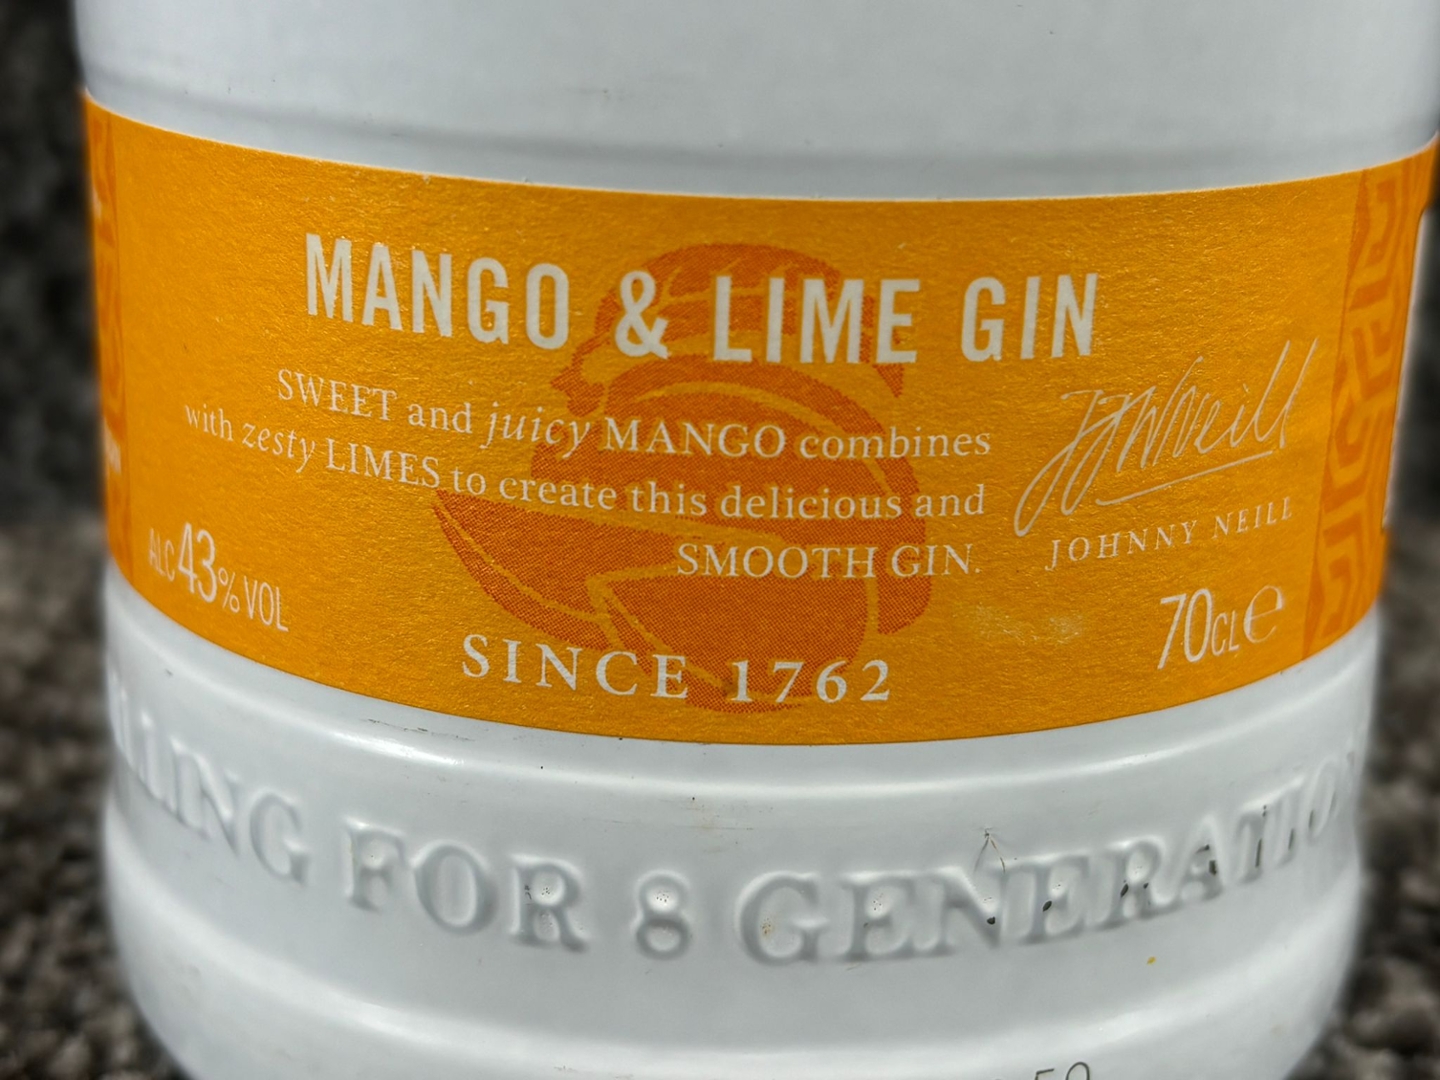 MANGO & LIME GIN
SWEET and juicy MANGO combines
with zesty LIMES to create this delicious and
SMOOTH GIN.
JOHNNY NEILL
ALC 43% VOL
70CL e
SINCE 1762
FOR 8
50